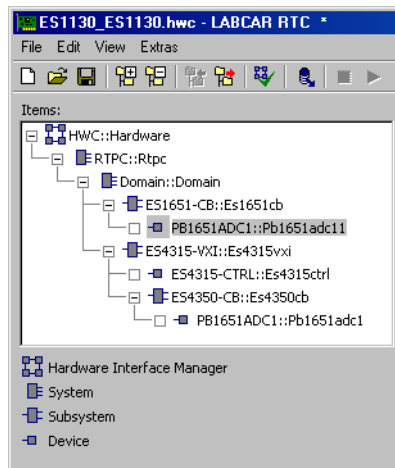 ES1130_ES1130.hwc - LABCAR RTC *
File Edit View Extras
Items:
HWC::Hardware
RTPC::Rtpc
Domain::Domain
ES1651-CB::Es1651cb
PB1651ADC1::Pb1651adc11
ES4315-VXI::Es4315vxi
ES4315-CTRL::Es4315ctrl
ES4350-CB::Es4350cb
PB1651ADC1::Pb1651adc1
Hardware Interface Manager
System
Subsystem
Device